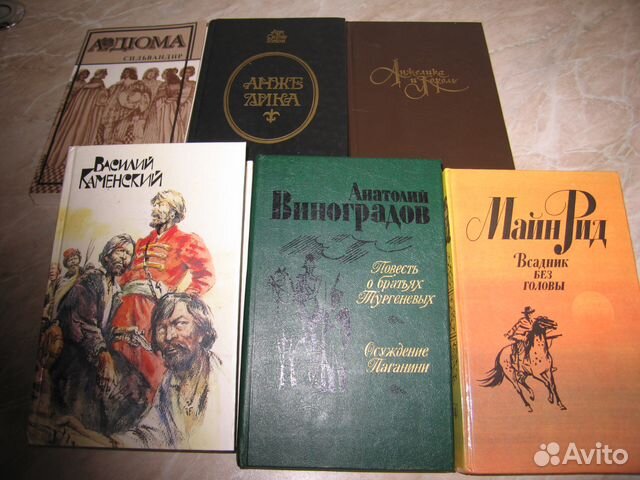 А.ДЮМА
СИЛЬВАНДИР
АНЖЕ
ЛИКА
Анжелика
и король
Василий
Каменский
Анатолий
Виноградов
Повесть
о братьях
Тургеневых
Осуждение
Паганини
Майн Рид
Всадник
без
головы
Avito